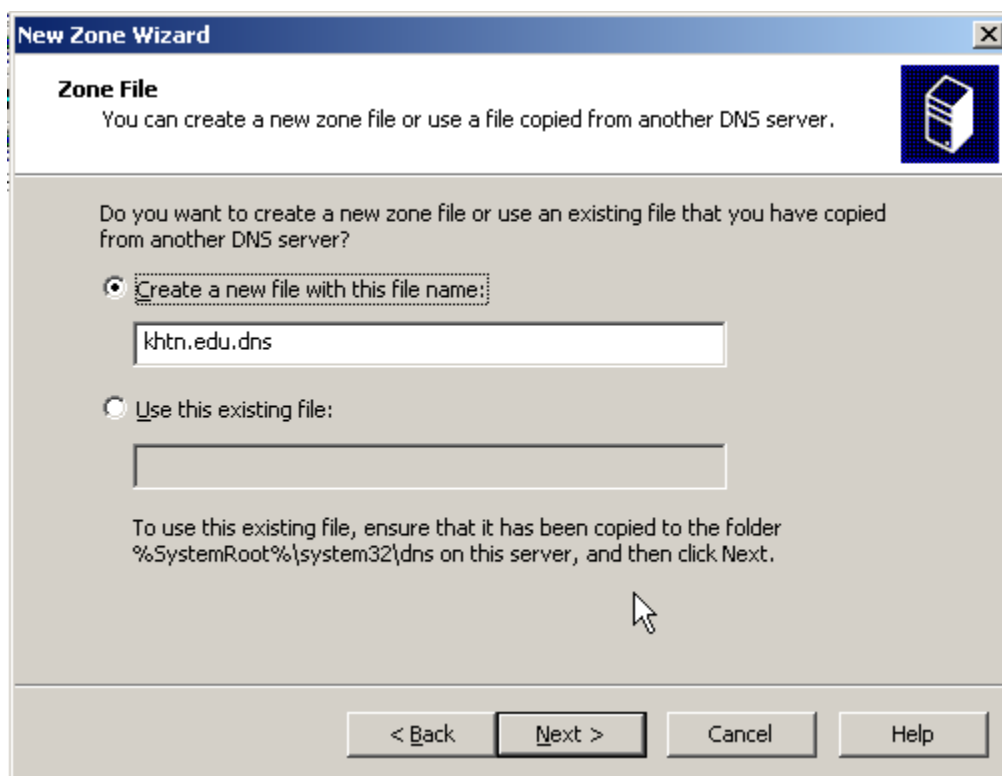 New Zone Wizard
Zone File
You can create a new zone file or use a file copied from another DNS server.
Do you want to create a new zone file or use an existing file that you have copied
from another DNS server?
Create a new file with this file name:
khtn.edu.dns
Use this existing file:
To use this existing file, ensure that it has been copied to the folder
%SystemRoot%\system32\dns on this server, and then click Next.
< Back Next > Cancel Help